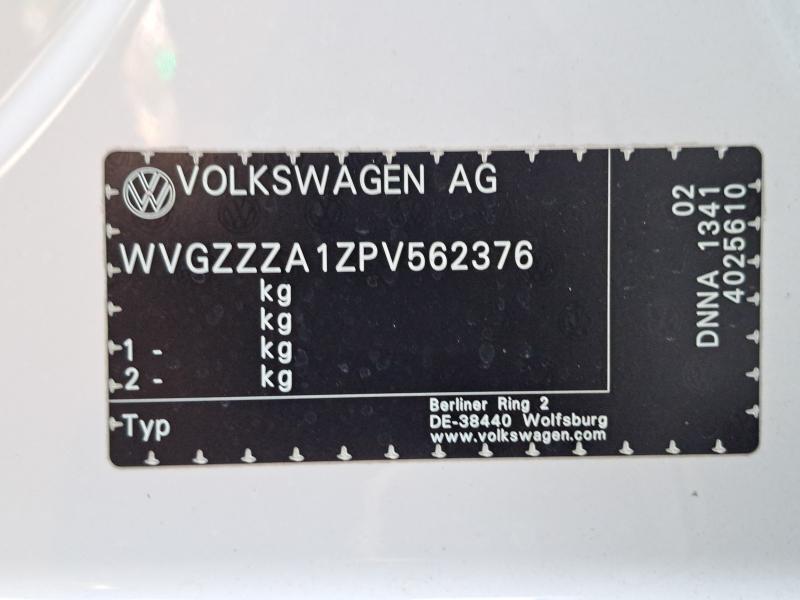 VOLKSWAGEN AG
WVGZZZA1ZPV562376
kg
kg
1 - kg
2 - kg
Typ
Berliner Ring 2
DE-38440 Wolfsburg
www.volkswagen.com
02
DNNA 1341
4025610